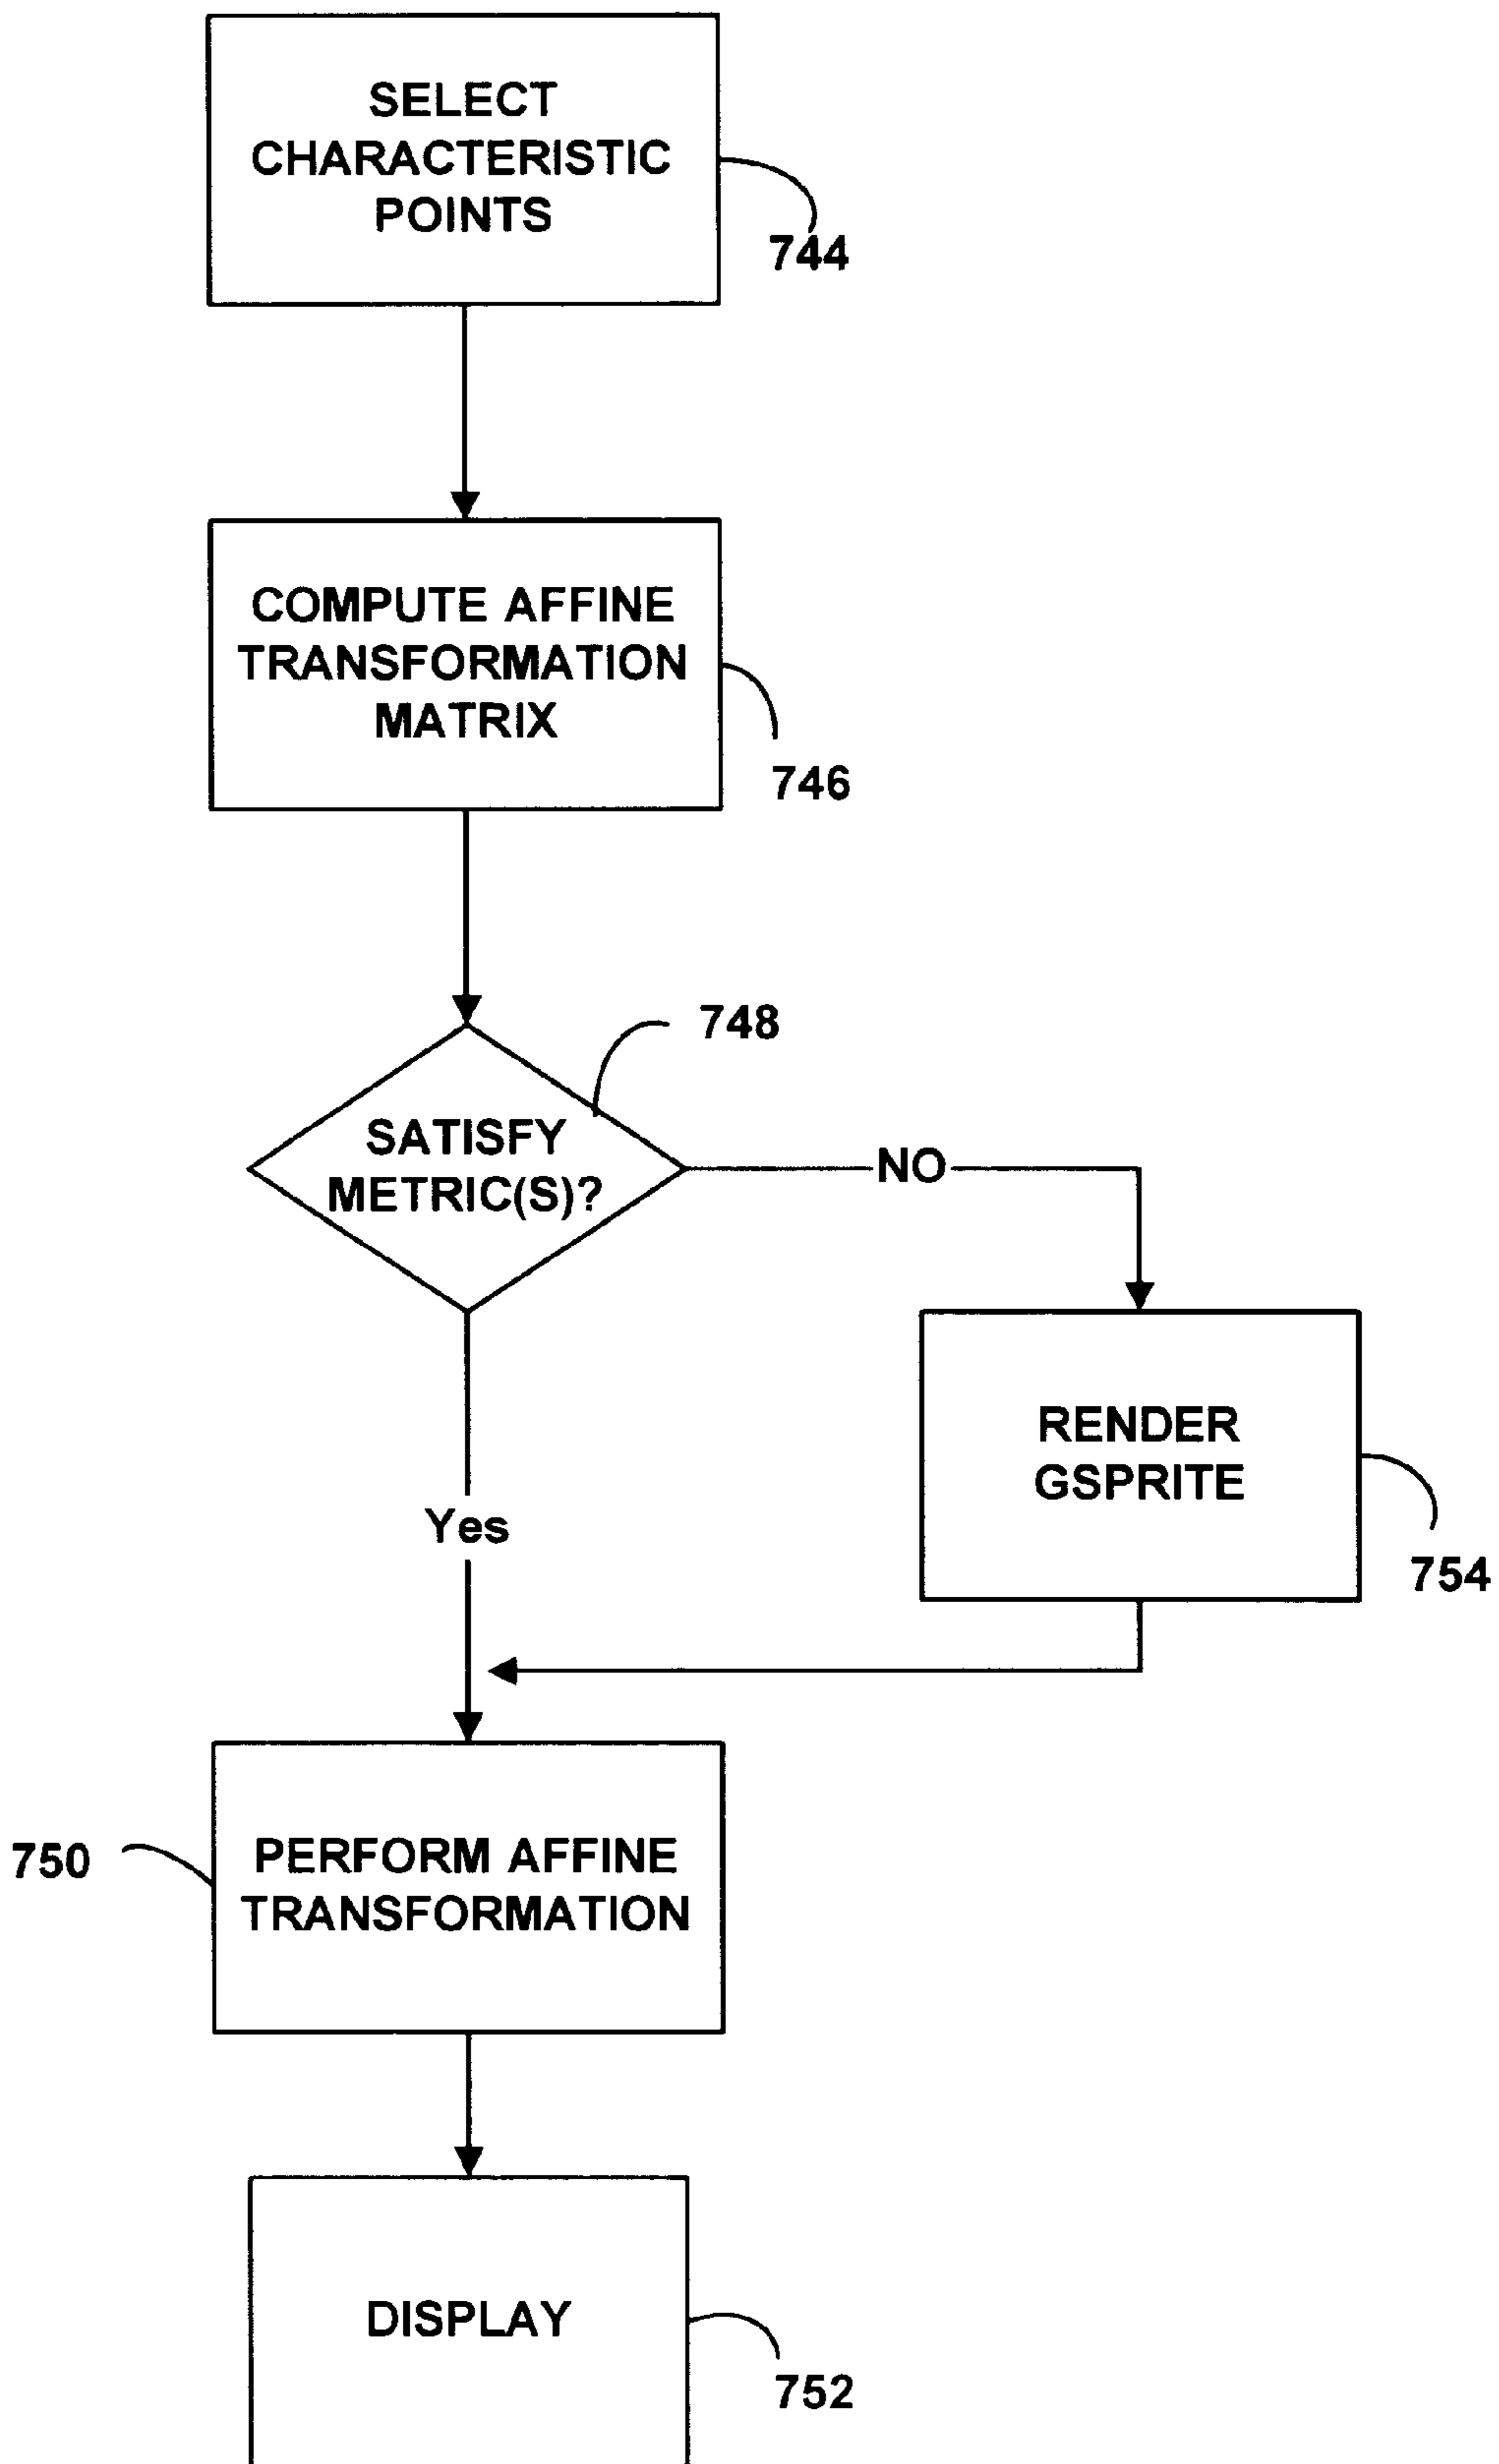 SELECT
CHARACTERISTIC
POINTS
744
COMPUTE AFFINE
TRANSFORMATION
MATRIX
746
748
SATISFY
METRIC(S)?
NO
RENDER
GSPRITE
754
Yes
750
PERFORM AFFINE
TRANSFORMATION
DISPLAY
752